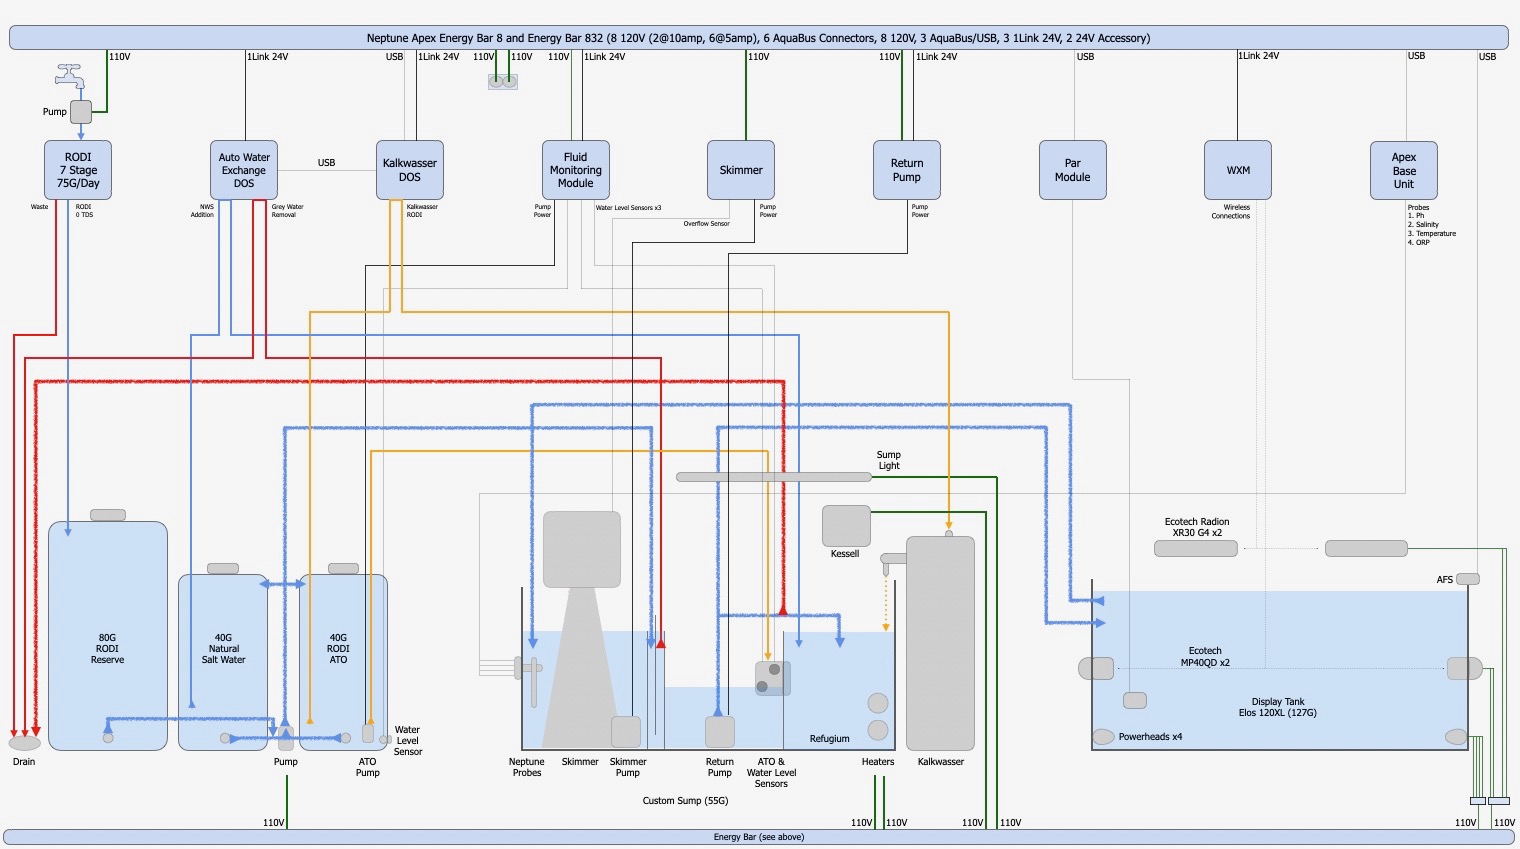 Neptune Apex Energy Bar 8 and Energy Bar 832 (8 120V (2@10amp, 6@5amp), 6 AquaBus Connectors, 8 120V, 3 AquaBus/USB, 3 1Link 24V, 2 24V Accessory)
110V
1Link 24V
USB
1Link 24V
110V
110V
110V
1Link 24V
110V
110V
1Link 24V
USB
1Link 24V
USB
USB
Pump
RODI
7 Stage
75G/Day
Auto Water
Exchange
DOS
USB
Kalkwasser
DOS
Fluid
Monitoring
Module
Skimmer
Return
Pump
Par
Module
WXM
Apex
Base
Unit
Waste
RODI
0 TDS
NWS
Addition
Grey Water
Removal
Kalkwasser
RODI
Pump
Power
Water Level Sensors x3
Overflow Sensor
Pump
Power
Pump
Power
Wireless
Connections
Probes
1. Ph
2. Salinity
3. Temperature
4. ORP
Sump
Light
Kessell
Ecotech Radion
XR30 G4 x2
AFS
80G
RODI
Reserve
40G
Natural
Salt Water
40G
RODI
ATO
Ecotech
MP40QD x2
Display Tank
Elos 120XL (127G)
Powerheads x4
Refugium
Water
Level
Sensor
Drain
Pump
ATO
Pump
Neptune
Probes
Skimmer
Skimmer
Pump
Return
Pump
ATO &
Water Level
Sensors
Heaters
Kalkwasser
Custom Sump (55G)
110V
110V
110V
110V
110V
110V
110V
Energy Bar (see above)